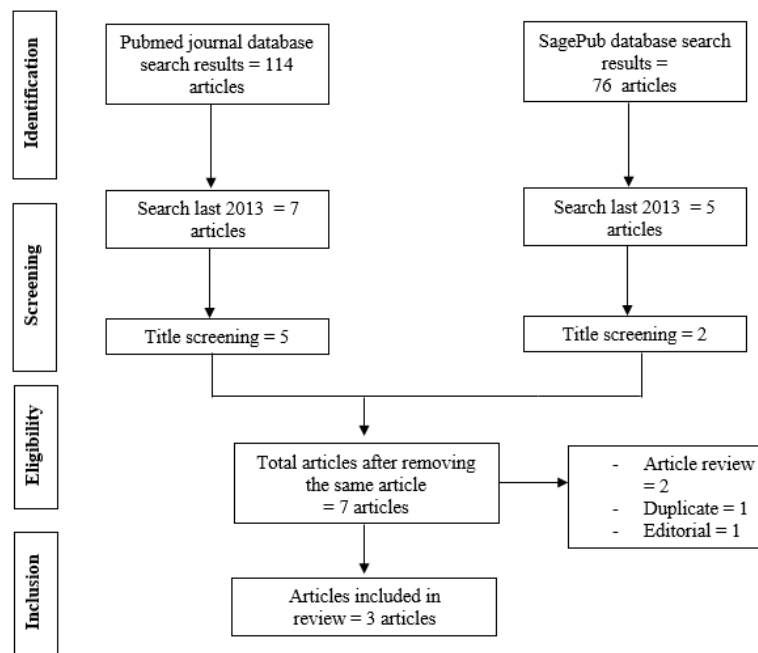 Identification
Pubmed journal database
search results = 114
articles
SagePub database search
results =
76 articles
Screening
Search last 2013 = 7
articles
Search last 2013 = 5
articles
Title screening = 5
Title screening = 2
Eligibility
Total articles after removing
the same article
= 7 articles
- Article review
= 2
- Duplicate = 1
- Editorial = 1
Inclusion
Articles included in
review = 3 articles